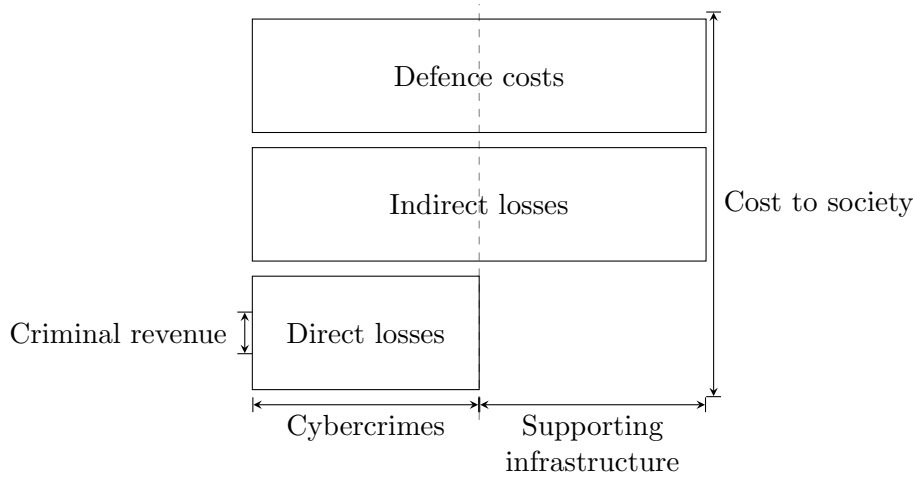 Defence costs
Indirect losses
Cost to society
Criminal revenue
Direct losses
Cybercrimes
Supporting
infrastructure